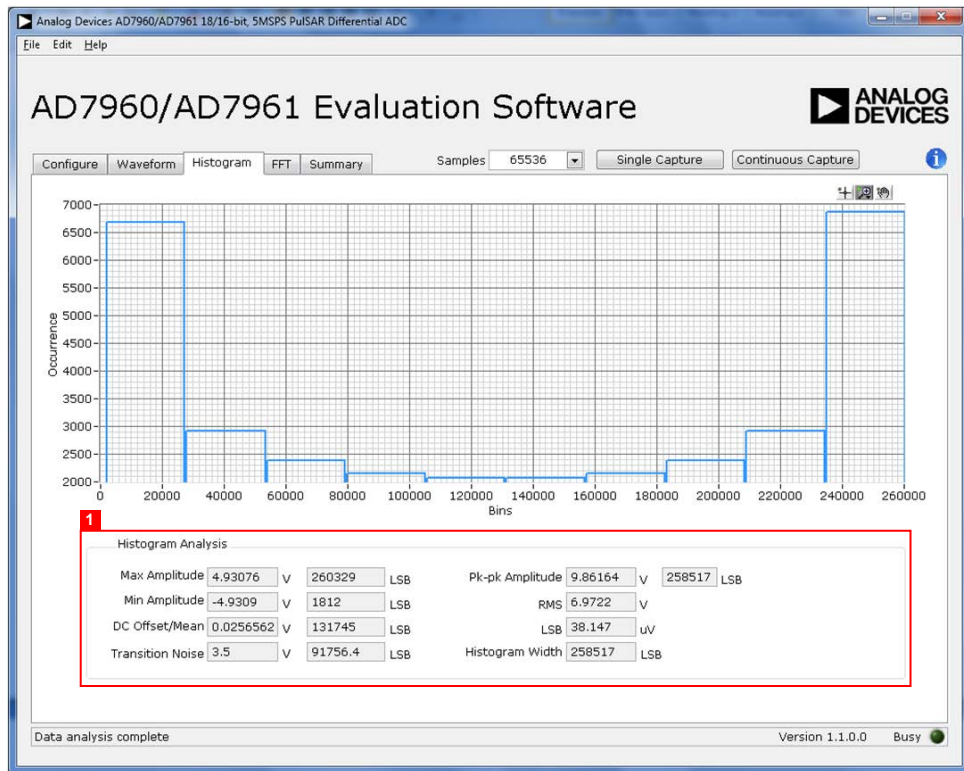 Analog Devices AD7960/AD7961 18/16-bit, 5MSPS PulSAR Differential ADC
File Edit Help
AD7960/AD7961 Evaluation Software
ANALOG
DEVICES
Configure Waveform Histogram FFT Summary
Samples 65536 Single Capture Continuous Capture
i
7000
6500
6000
5500
5000
4500
4000
3500
3000
2500
2000
Occurrence
0 20000 40000 60000 80000 100000 120000 140000 160000 180000 200000 220000 240000 260000
Bins
1
Histogram Analysis
Max Amplitude 4.93076 V 260329 LSB Pk-pk Amplitude 9.86164 V 258517 LSB
Min Amplitude -4.9309 V 1812 LSB RMS 6.9722 V
DC Offset/Mean 0.0256562 V 131745 LSB LSB 38.147 uV
Transition Noise 3.5 V 91756.4 LSB Histogram Width 258517 LSB
Data analysis complete Version 1.1.0.0 Busy